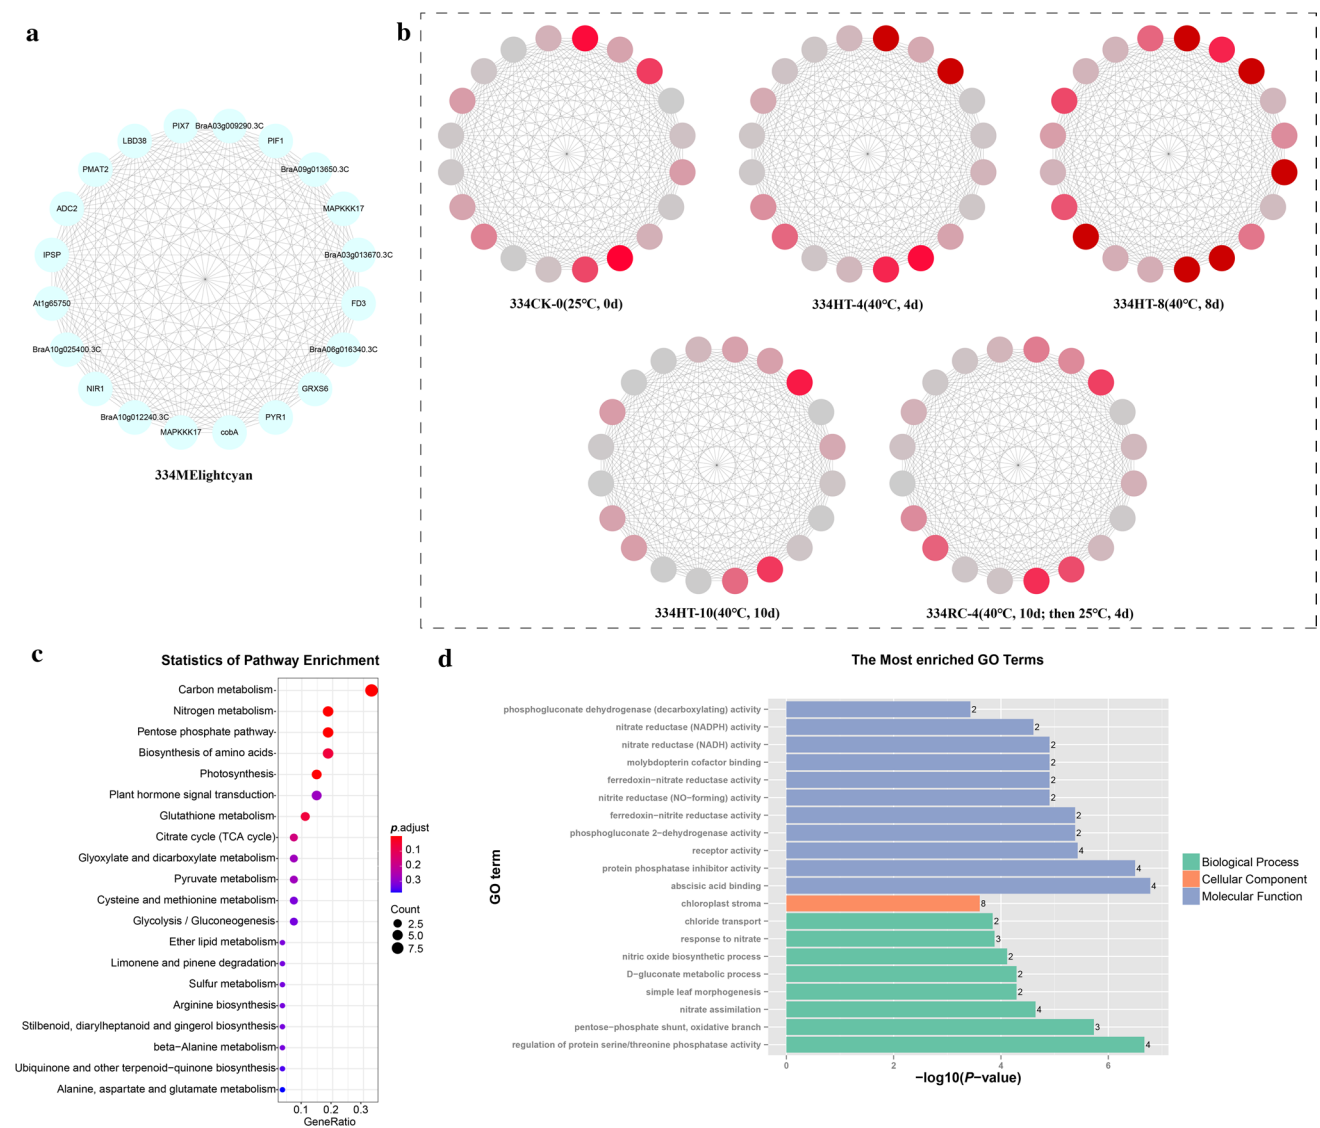 a
b
PIX7
BraA03g009290.3C
LBD38
PIF1
PMAT2
BraA09g013650.3C
ADC2
MAPKKK17
IPSP
BraA03g013670.3C
At1g65750
FD3
BraA10g025400.3C
BraA06g016340.3C
NIR1
GRXS6
BraA10g012240.3C
PYR1
MAPKKK17
cobA
334MElightcyan
334CK-0(25℃, 0d)
334HT-4(40℃, 4d)
334HT-8(40℃, 8d)
334HT-10(40℃, 10d)
334RC-4(40℃, 10d; then 25℃, 4d)
c
Statistics of Pathway Enrichment
Carbon metabolism
Nitrogen metabolism
Pentose phosphate pathway
Biosynthesis of amino acids
Photosynthesis
Plant hormone signal transduction
Glutathione metabolism
Citrate cycle (TCA cycle)
Glyoxylate and dicarboxylate metabolism
Pyruvate metabolism
Cysteine and methionine metabolism
Glycolysis / Gluconeogenesis
Ether lipid metabolism
Limonene and pinene degradation
Sulfur metabolism
Arginine biosynthesis
Stilbenoid, diarylheptanoid and gingerol biosynthesis
beta−Alanine metabolism
Ubiquinone and other terpenoid−quinone biosynthesis
Alanine, aspartate and glutamate metabolism
0.1 0.2 0.3
GeneRatio
p.adjust
0.1
0.2
0.3
Count
2.5
5.0
7.5
d
The Most enriched GO Terms
GO term
phosphogluconate dehydrogenase (decarboxylating) activity 2
nitrate reductase (NADPH) activity 2
nitrate reductase (NADH) activity 2
molybdopterin cofactor binding 2
ferredoxin−nitrate reductase activity 2
nitrite reductase (NO−forming) activity 2
ferredoxin−nitrite reductase activity 2
phosphogluconate 2−dehydrogenase activity 2
receptor activity 4
protein phosphatase inhibitor activity 4
abscisic acid binding 4
chloroplast stroma 8
chloride transport 2
response to nitrate 3
nitric oxide biosynthetic process 2
D−gluconate metabolic process 2
simple leaf morphogenesis 2
nitrate assimilation 4
pentose−phosphate shunt, oxidative branch 3
regulation of protein serine/threonine phosphatase activity 4
0 2 4 6
−log10(P−value)
Biological Process
Cellular Component
Molecular Function